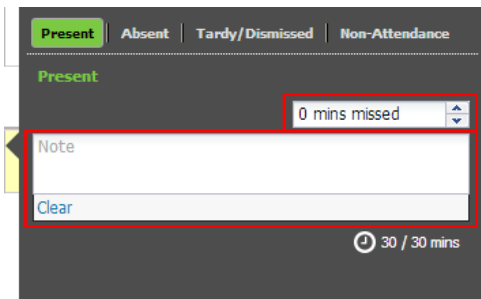 Present Absent Tardy/Dismissed Non-Attendance
Present
0 mins missed
Note
Clear
30 / 30 mins